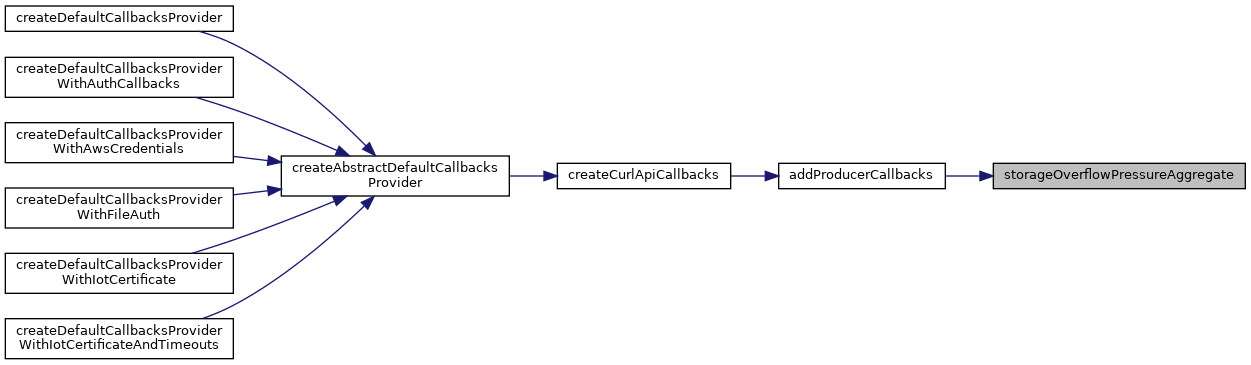 createDefaultCallbacksProvider
createDefaultCallbacksProvider
WithAuthCallbacks
createDefaultCallbacksProvider
WithAwsCredentials
createDefaultCallbacksProvider
WithFileAuth
createDefaultCallbacksProvider
WithIotCertificate
createDefaultCallbacksProvider
WithIotCertificateAndTimeouts
createAbstractDefaultCallbacks
Provider
createCurlApiCallbacks
addProducerCallbacks
storageOverflowPressureAggregate